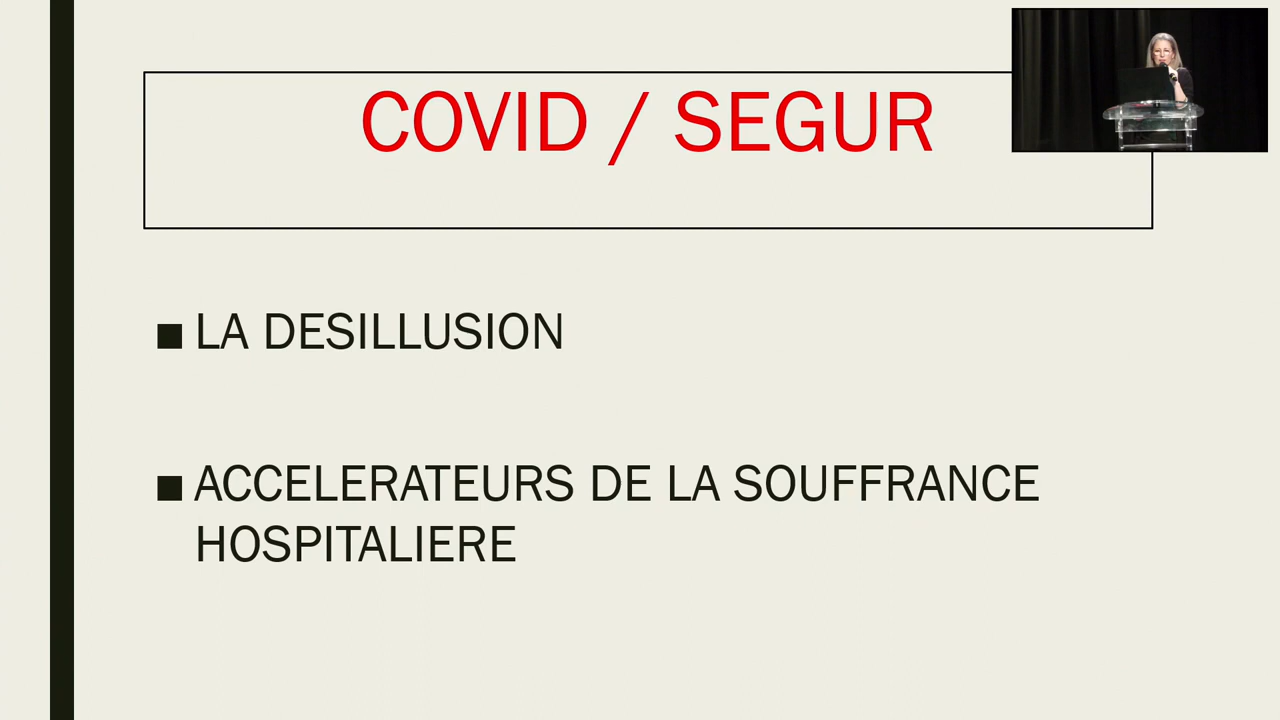 COVID / SEGUR
■ LA DESILLUSION
■ ACCELERATEURS DE LA SOUFFRANCE
HOSPITALIERE